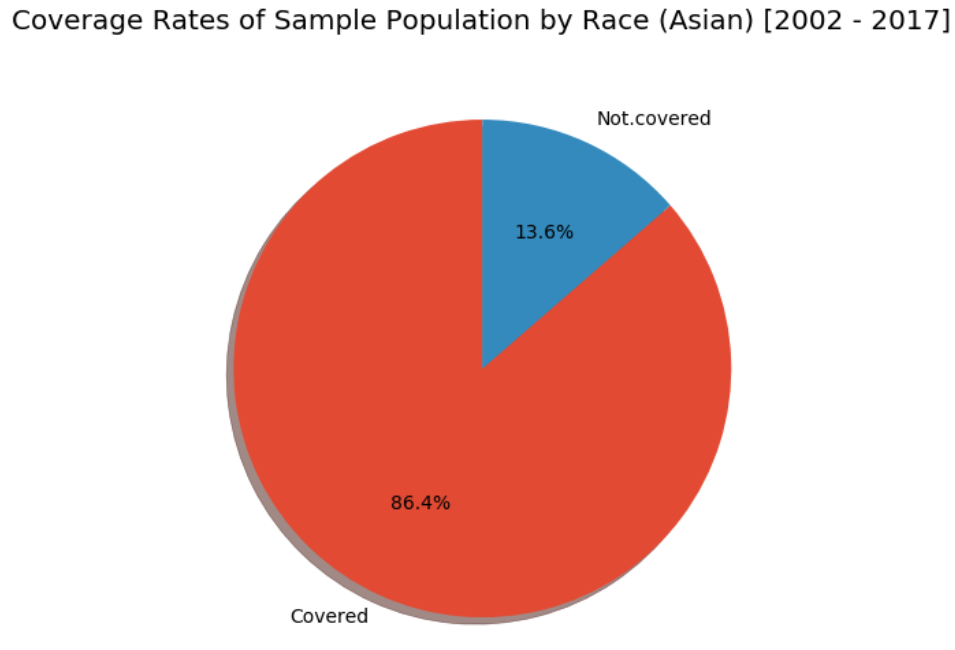 Coverage Rates of Sample Population by Race (Asian) [2002 - 2017]
Not.covered
13.6%
86.4%
Covered